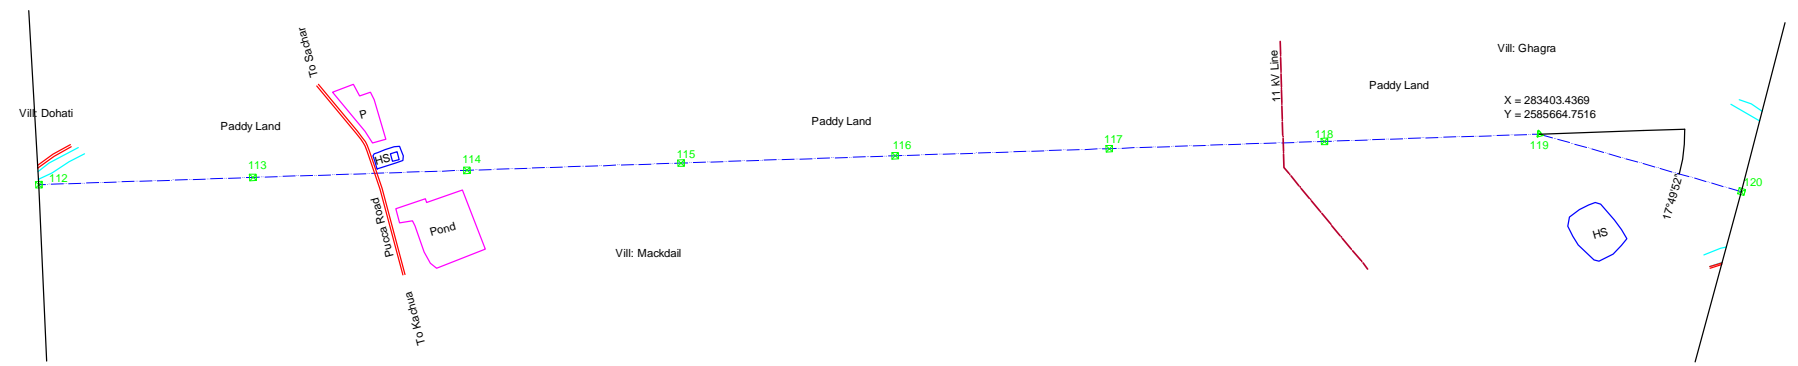 To Sachar
Vill: Ghagra
11 kV Line
Paddy Land
X = 283403.4369
Y = 2585664.7516
Vill: Dohati
P
Paddy Land
Paddy Land
118
117
119
116
HS
115
114
113
112
120
17°49'52"
Pucca Road
Pond
HS
Vill: Mackdail
To Kachua